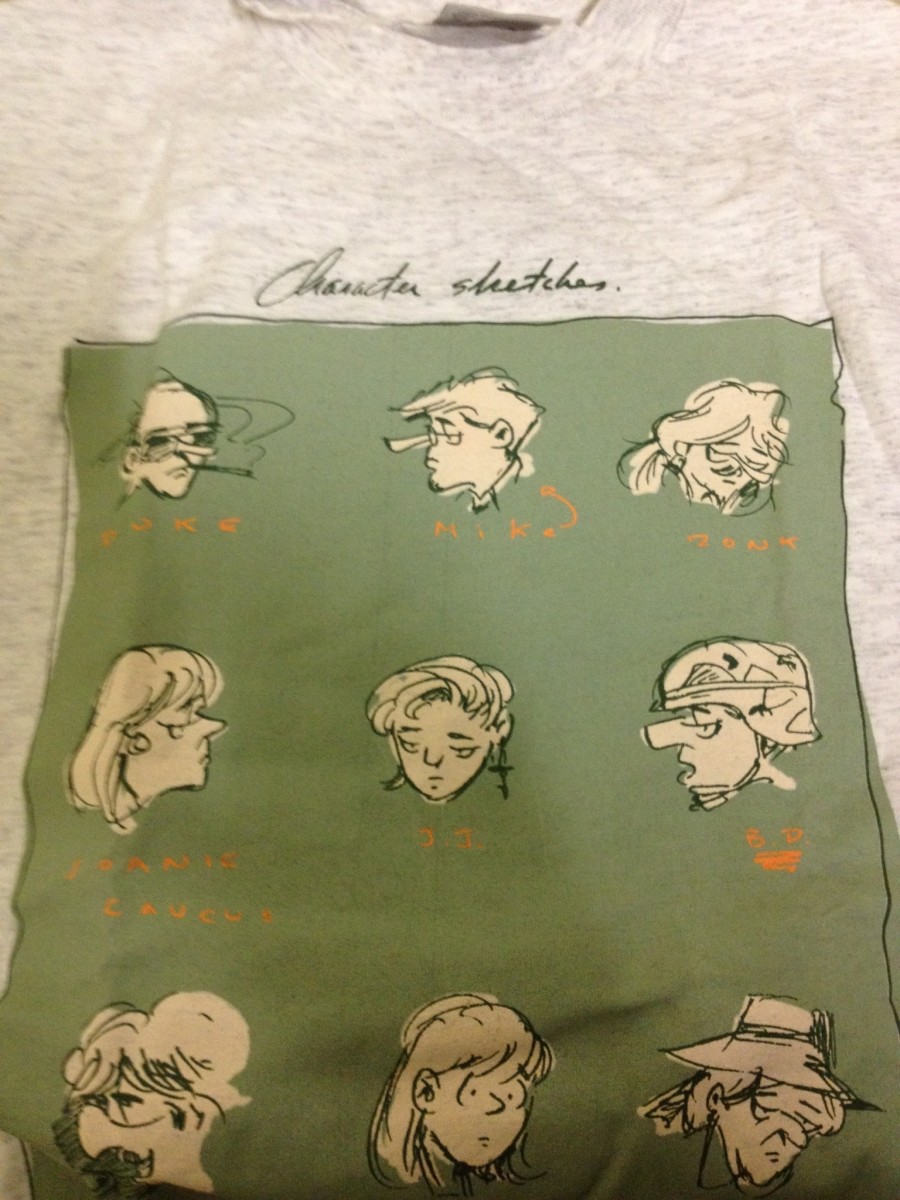 Character sketches.
DUKE
MiKe
ZONK
JOANIE
CAUCUS
J.J.
B.D.